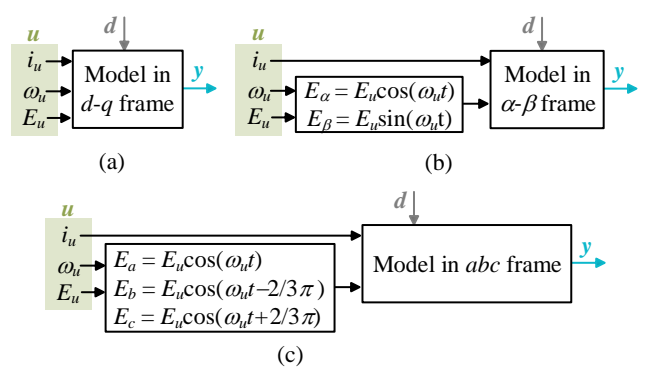 d
u
i_u
ω_u
E_u
Model in
d-q frame
y
(a)
d
u
i_u
ω_u
E_u
E_α = E_u cos(ω_u t)
E_β = E_u sin(ω_u t)
Model in
α-β frame
y
(b)
d
u
i_u
ω_u
E_u
E_a = E_u cos(ω_u t)
E_b = E_u cos(ω_u t−2/3π)
E_c = E_u cos(ω_u t+2/3π)
Model in abc frame
y
(c)